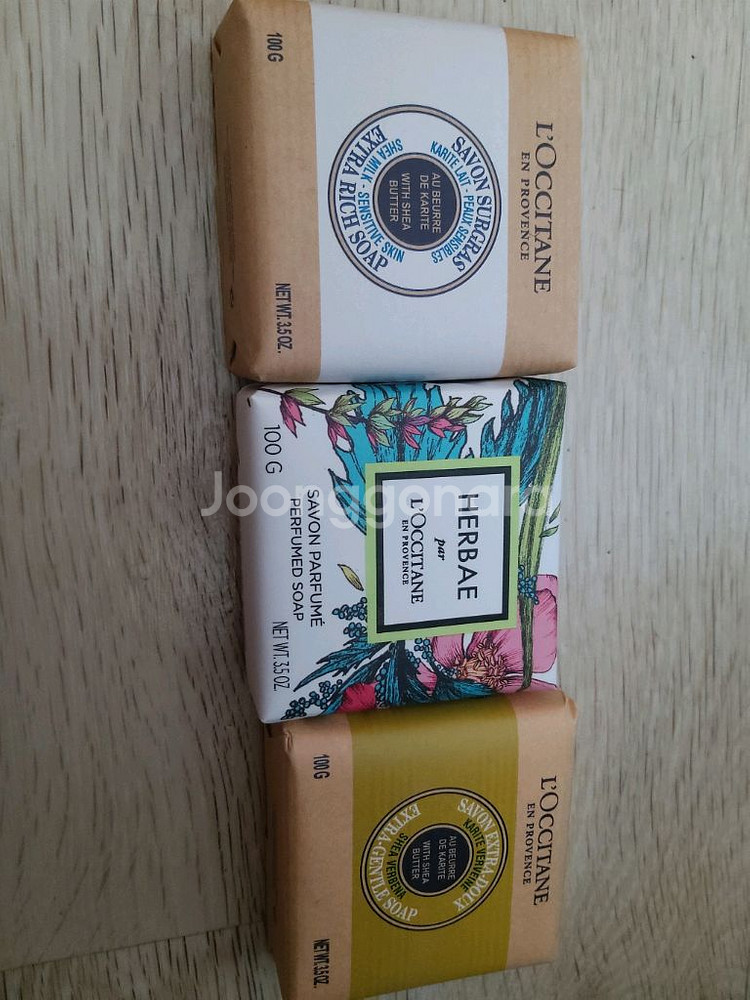 L'OCCITANE
EN PROVENCE
SAVON SURGRAS
KARITE LAIT - PEAUX SENSIBLES
AU BEURRE
DE KARITE
WITH SHEA
BUTTER
SHEA MILK - SENSITIVE SKIN
EXTRA RICH SOAP
100 G
NET WT. 3.5 OZ.
HERBAE
par
L'OCCITANE
EN PROVENCE
SAVON PARFUMÉ
PERFUMED SOAP
100 G
NET WT. 3.5 OZ.
L'OCCITANE
EN PROVENCE
SAVON EXTRA-DOUX
KARITE VERVEINE
AU BEURRE
DE KARITE
WITH SHEA
BUTTER
SHEA VERBENA
EXTRA-GENTLE SOAP
100 G
NET WT. 3.5 OZ.
Joonggonara